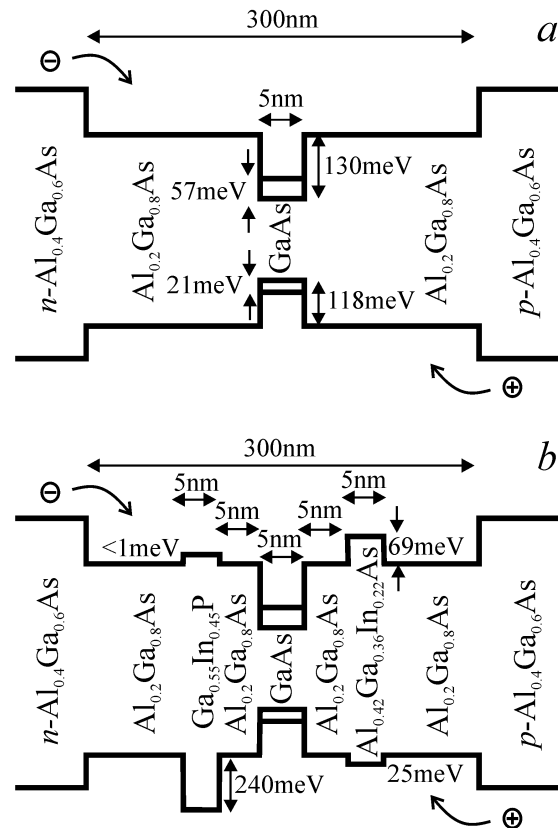 300nm
a
⊖
5nm
57meV
130meV
n-Al₀.₄Ga₀.₆As
Al₀.₂Ga₀.₈As
GaAs
Al₀.₂Ga₀.₈As
p-Al₀.₄Ga₀.₆As
21meV
118meV
⊕
300nm
b
⊖
5nm
5nm
5nm
5nm
5nm
<1meV
69meV
n-Al₀.₄Ga₀.₆As
Al₀.₂Ga₀.₈As
Ga₀.₅₅In₀.₄₅P
Al₀.₂Ga₀.₈As
GaAs
Al₀.₂Ga₀.₈As
Al₀.₄₂Ga₀.₃₆In₀.₂₂As
Al₀.₂Ga₀.₈As
p-Al₀.₄Ga₀.₆As
240meV
25meV
⊕